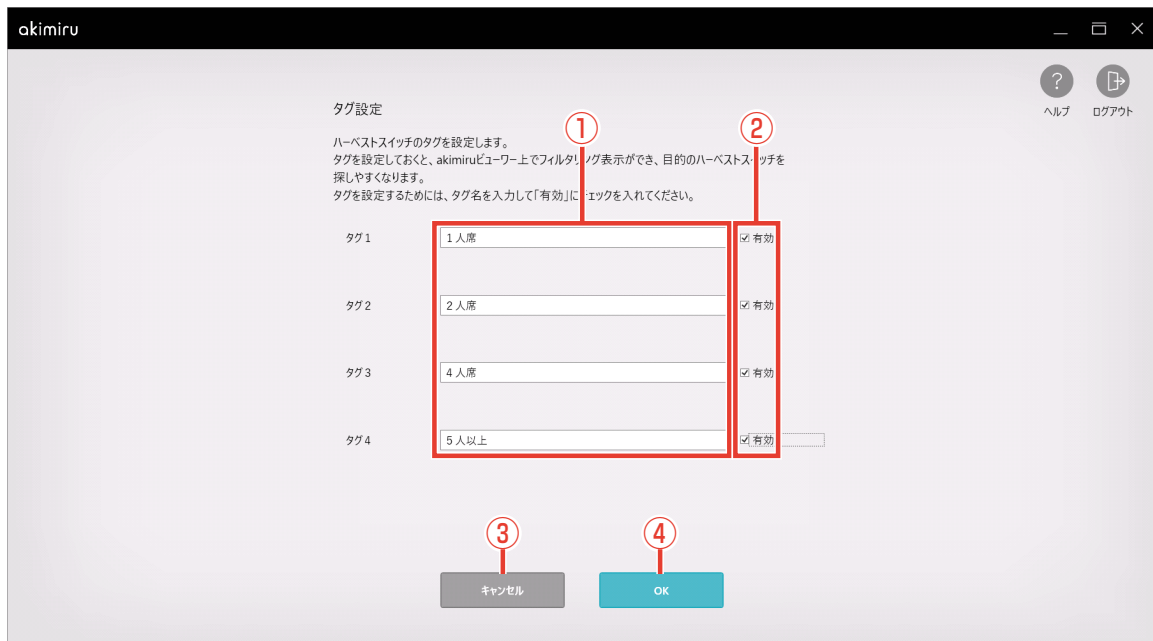 akimiru
ヘルプ
ログアウト
タグ設定
①
②
ハーベストスイッチのタグを設定します。
タグを設定しておくと、akimiruビューワー上でフィルタリング表示ができ、目的のハーベストスイッチを
探しやすくなります。
タグを設定するためには、タグ名を入力して「有効」にチェックを入れてください。
タグ1 1人席 有効
タグ2 2人席 有効
タグ3 4人席 有効
タグ4 5人以上 有効
③
④
キャンセル
OK